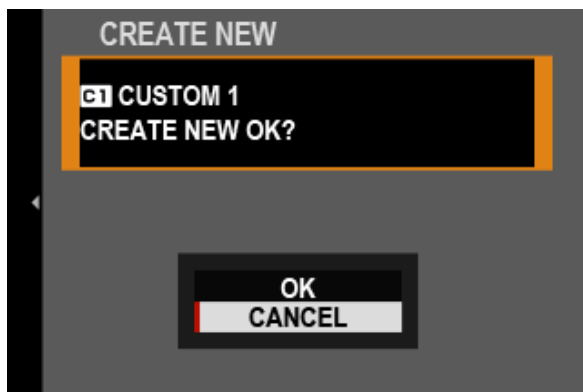 CREATE NEW
C1 CUSTOM 1
CREATE NEW OK?
OK
CANCEL